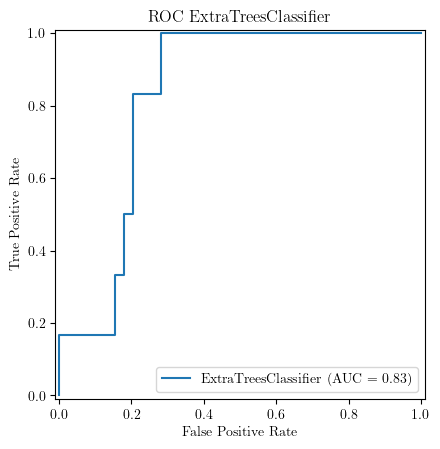 ROC ExtraTreesClassifier
True Positive Rate
1.0
0.8
0.6
0.4
0.2
0.0
ExtraTreesClassifier (AUC = 0.83)
0.0 0.2 0.4 0.6 0.8 1.0
False Positive Rate